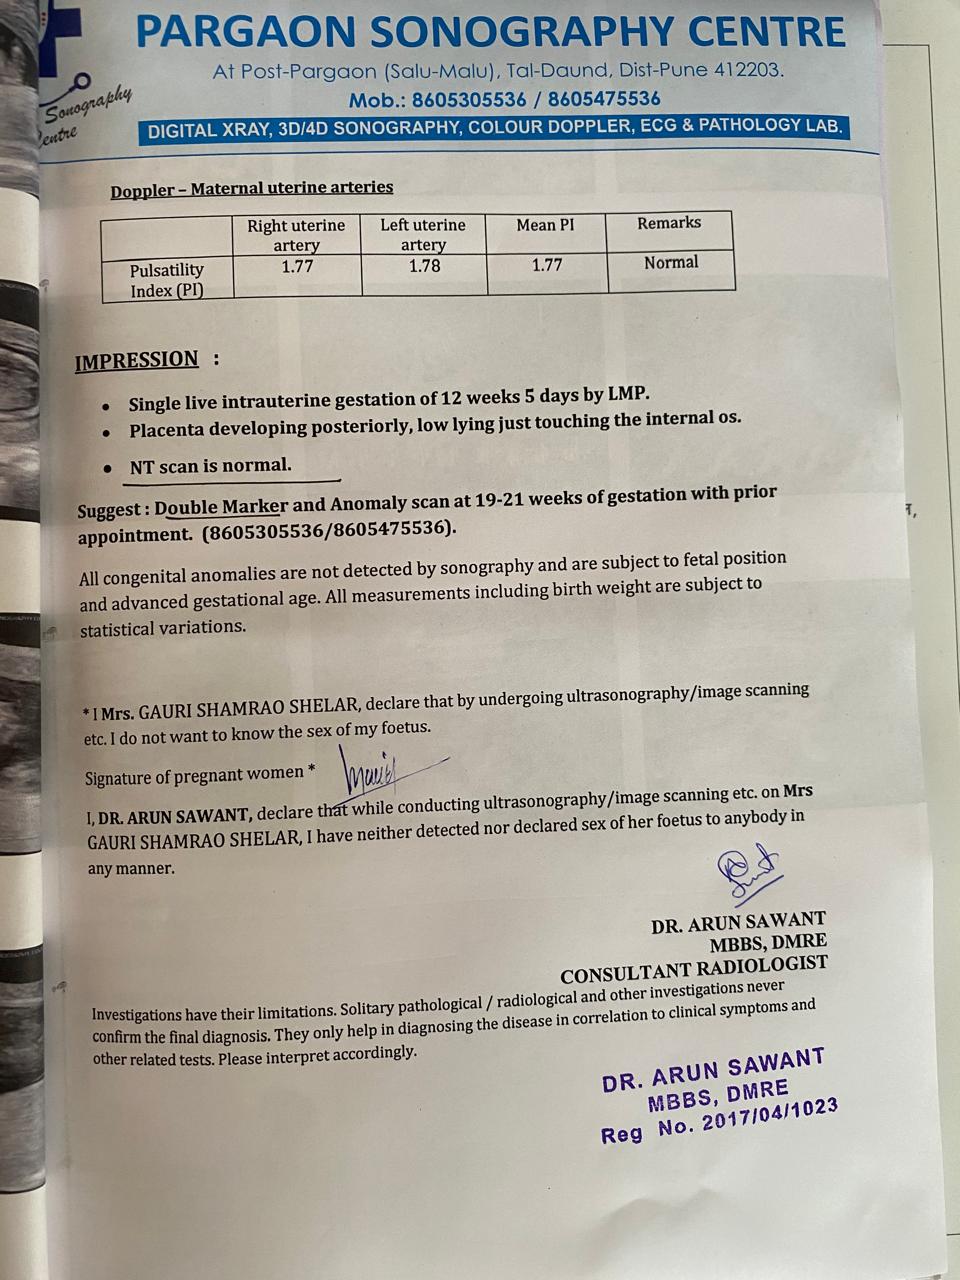 PARGAON SONOGRAPHY CENTRE
At Post-Pargaon (Salu-Malu), Tal-Daund, Dist-Pune 412203.
Mob.: 8605305536 / 8605475536
Sonography
Centre
DIGITAL XRAY, 3D/4D SONOGRAPHY, COLOUR DOPPLER, ECG & PATHOLOGY LAB.
Doppler – Maternal uterine arteries
Right uterine artery Left uterine artery Mean PI Remarks
Pulsatility Index (PI) 1.77 1.78 1.77 Normal
IMPRESSION :
• Single live intrauterine gestation of 12 weeks 5 days by LMP.
• Placenta developing posteriorly, low lying just touching the internal os.
• NT scan is normal.
Suggest : Double Marker and Anomaly scan at 19-21 weeks of gestation with prior
appointment. (8605305536/8605475536).
All congenital anomalies are not detected by sonography and are subject to fetal position
and advanced gestational age. All measurements including birth weight are subject to
statistical variations.
* I Mrs. GAURI SHAMRAO SHELAR, declare that by undergoing ultrasonography/image scanning
etc. I do not want to know the sex of my foetus.
Signature of pregnant women *
I, DR. ARUN SAWANT, declare that while conducting ultrasonography/image scanning etc. on Mrs
GAURI SHAMRAO SHELAR, I have neither detected nor declared sex of her foetus to anybody in
any manner.
DR. ARUN SAWANT
MBBS, DMRE
CONSULTANT RADIOLOGIST
Investigations have their limitations. Solitary pathological / radiological and other investigations never
confirm the final diagnosis. They only help in diagnosing the disease in correlation to clinical symptoms and
other related tests. Please interpret accordingly.
DR. ARUN SAWANT
MBBS, DMRE
Reg No. 2017/04/1023